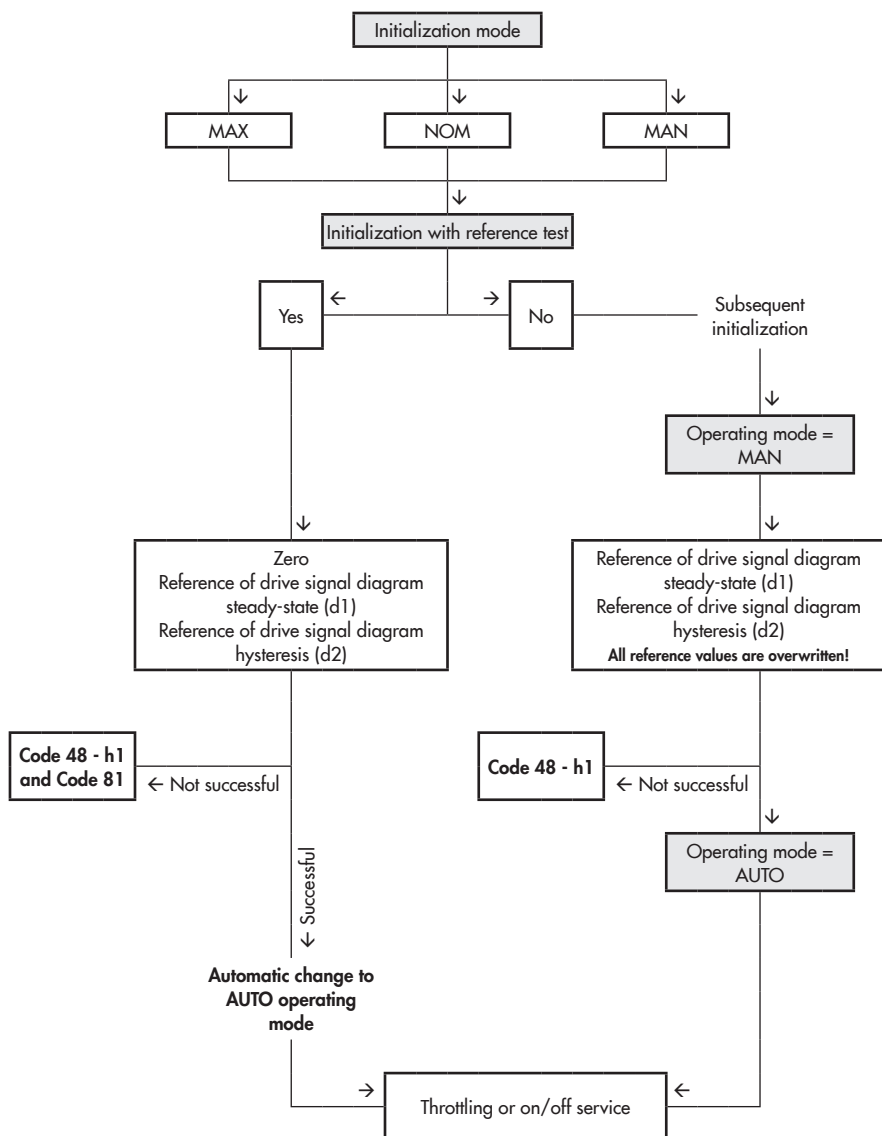 Initialization mode
MAX
NOM
MAN
Initialization with reference test
Yes
No
Subsequent
initialization
Operating mode =
MAN
Zero
Reference of drive signal diagram
steady-state (d1)
Reference of drive signal diagram
hysteresis (d2)
Reference of drive signal diagram
steady-state (d1)
Reference of drive signal diagram
hysteresis (d2)
All reference values are overwritten!
Code 48 - h1
and Code 81
← Not successful
Code 48 - h1
← Not successful
Operating mode =
AUTO
← Successful
Automatic change to
AUTO operating
mode
Throttling or on/off service